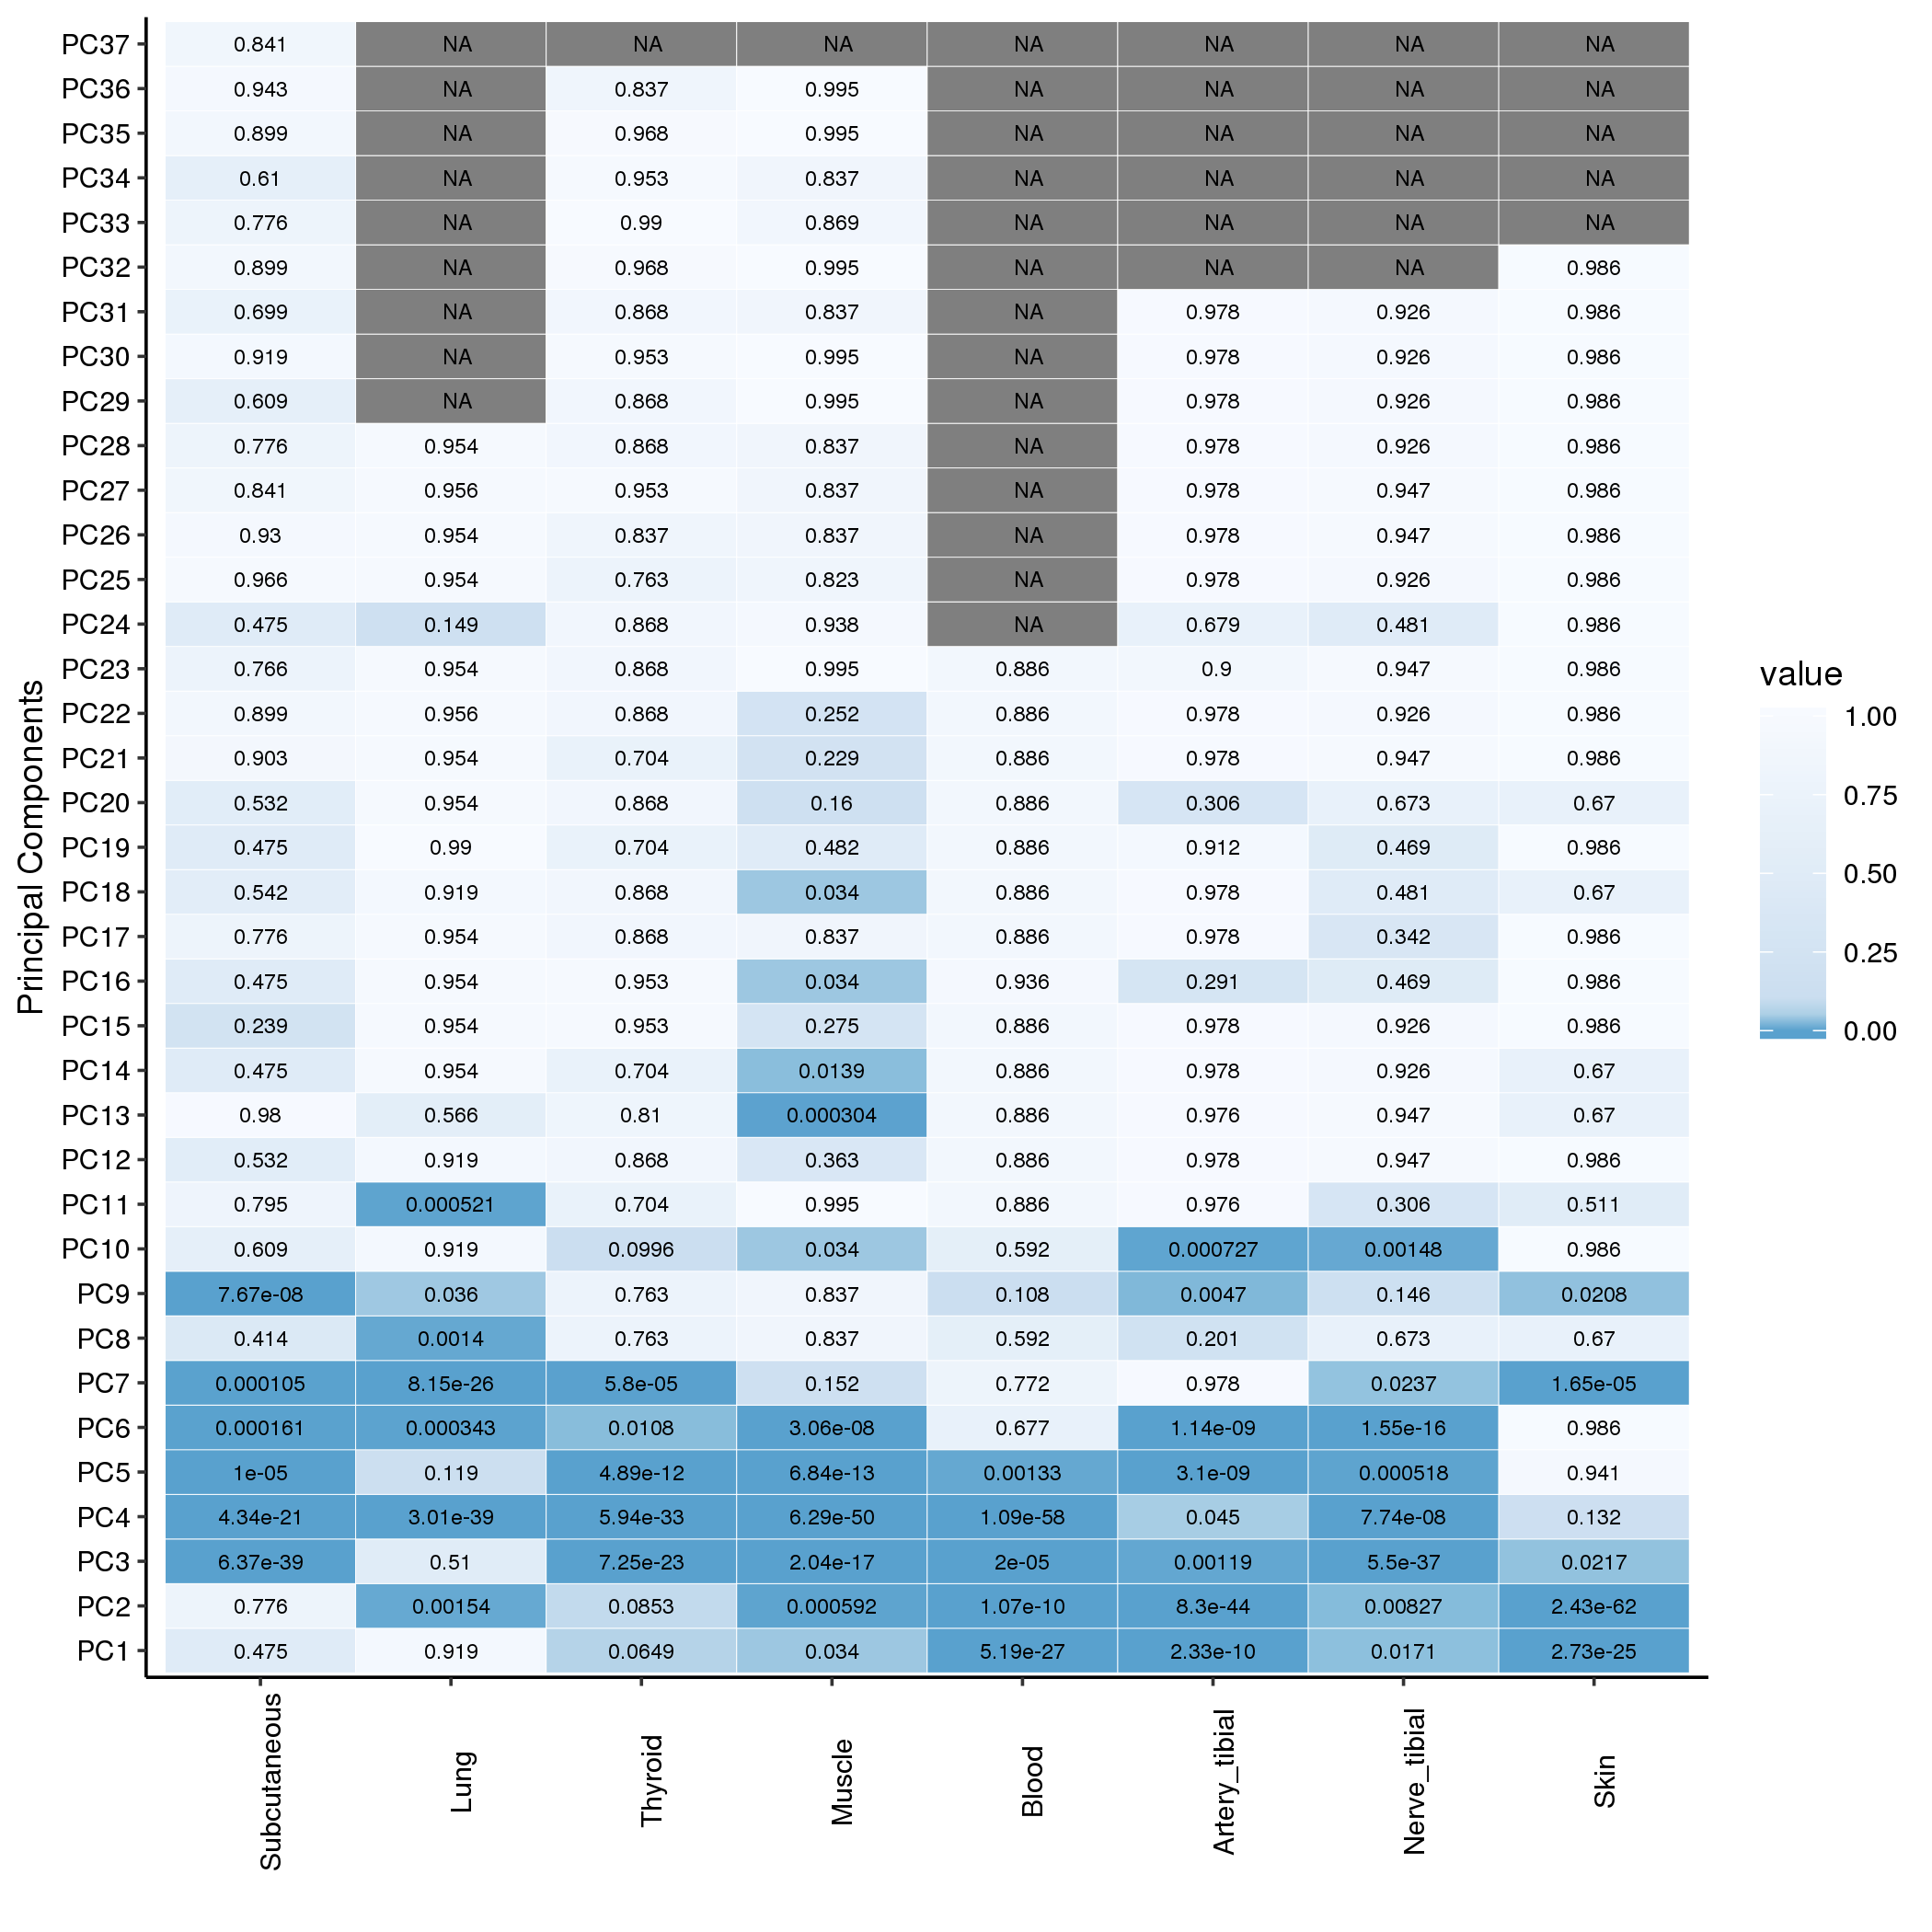 PC37 0.841 NA NA NA NA NA NA NA
PC36 0.943 NA 0.837 0.995 NA NA NA NA
PC35 0.899 NA 0.968 0.995 NA NA NA NA
PC34 0.61 NA 0.953 0.837 NA NA NA NA
PC33 0.776 NA 0.99 0.869 NA NA NA NA
PC32 0.899 NA 0.968 0.995 NA NA NA 0.986
PC31 0.699 NA 0.868 0.837 NA 0.978 0.926 0.986
PC30 0.919 NA 0.953 0.995 NA 0.978 0.926 0.986
PC29 0.609 NA 0.868 0.995 NA 0.978 0.926 0.986
PC28 0.776 0.954 0.868 0.837 NA 0.978 0.926 0.986
PC27 0.841 0.956 0.953 0.837 NA 0.978 0.947 0.986
PC26 0.93 0.954 0.837 0.837 NA 0.978 0.947 0.986
PC25 0.966 0.954 0.763 0.823 NA 0.978 0.926 0.986
PC24 0.475 0.149 0.868 0.938 NA 0.679 0.481 0.986
PC23 0.766 0.954 0.868 0.995 0.886 0.9 0.947 0.986
PC22 0.899 0.956 0.868 0.252 0.886 0.978 0.926 0.986
PC21 0.903 0.954 0.704 0.229 0.886 0.978 0.947 0.986
PC20 0.532 0.954 0.868 0.16 0.886 0.306 0.673 0.67
PC19 0.475 0.99 0.704 0.482 0.886 0.912 0.469 0.986
PC18 0.542 0.919 0.868 0.034 0.886 0.978 0.481 0.67
PC17 0.776 0.954 0.868 0.837 0.886 0.978 0.342 0.986
PC16 0.475 0.954 0.953 0.034 0.936 0.291 0.469 0.986
PC15 0.239 0.954 0.953 0.275 0.886 0.978 0.926 0.986
PC14 0.475 0.954 0.704 0.0139 0.886 0.978 0.926 0.67
PC13 0.98 0.566 0.81 0.000304 0.886 0.976 0.947 0.67
PC12 0.532 0.919 0.868 0.363 0.886 0.978 0.947 0.986
PC11 0.795 0.000521 0.704 0.995 0.886 0.976 0.306 0.511
PC10 0.609 0.919 0.0996 0.034 0.592 0.000727 0.00148 0.986
PC9 7.67e-08 0.036 0.763 0.837 0.108 0.0047 0.146 0.0208
PC8 0.414 0.0014 0.763 0.837 0.592 0.201 0.673 0.67
PC7 0.000105 8.15e-26 5.8e-05 0.152 0.772 0.978 0.0237 1.65e-05
PC6 0.000161 0.000343 0.0108 3.06e-08 0.677 1.14e-09 1.55e-16 0.986
PC5 1e-05 0.119 4.89e-12 6.84e-13 0.00133 3.1e-09 0.000518 0.941
PC4 4.34e-21 3.01e-39 5.94e-33 6.29e-50 1.09e-58 0.045 7.74e-08 0.132
PC3 6.37e-39 0.51 7.25e-23 2.04e-17 2e-05 0.00119 5.5e-37 0.0217
PC2 0.776 0.00154 0.0853 0.000592 1.07e-10 8.3e-44 0.00827 2.43e-62
PC1 0.475 0.919 0.0649 0.034 5.19e-27 2.33e-10 0.0171 2.73e-25
Subcutaneous Lung Thyroid Muscle Blood Artery_tibial Nerve_tibial Skin
Principal Components
value
1.00
0.75
0.50
0.25
0.00